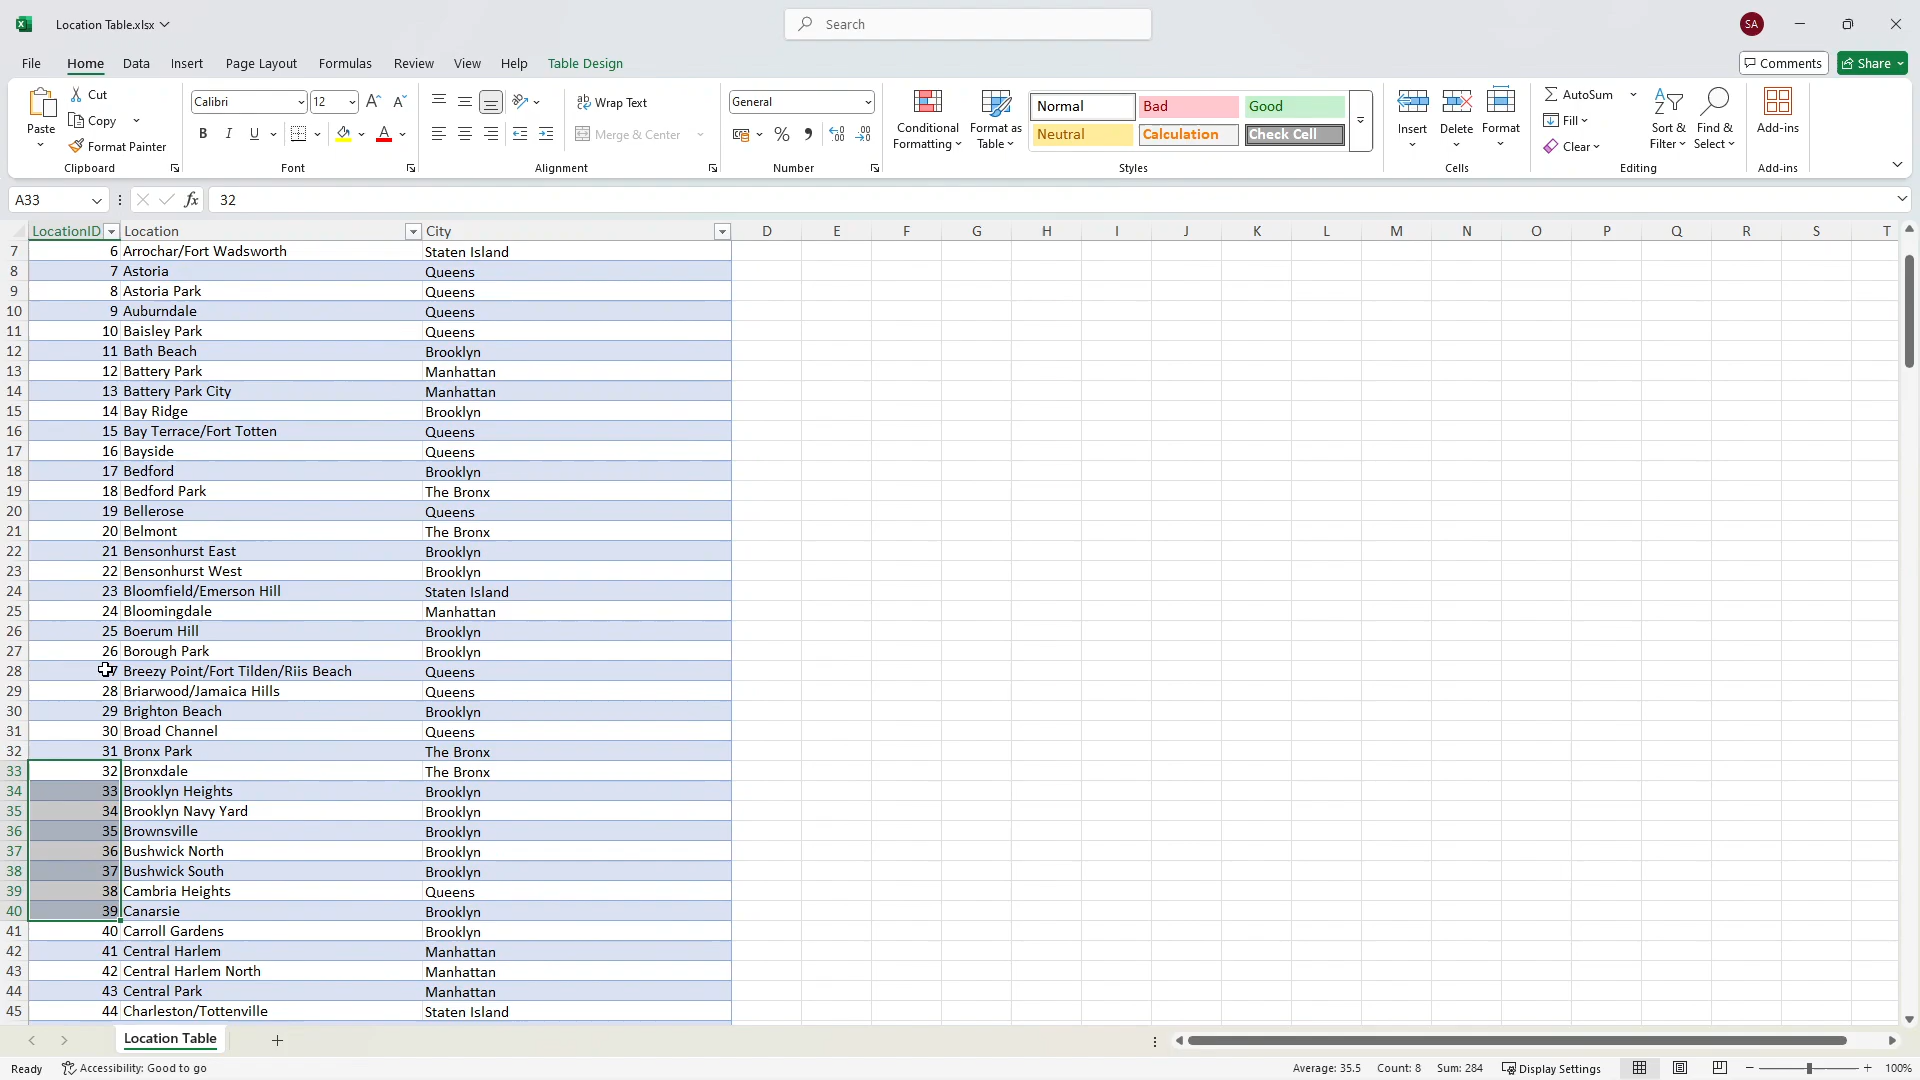 Location Table.xlsx
Search
SA
File Home Data Insert Page Layout Formulas Review View Help Table Design
Comments Share
Paste
Cut
Copy
Format Painter
Clipboard
Calibri 12
B I U
Font
Wrap Text
Merge & Center
Alignment
General
Number
Conditional Formatting
Format as Table
Normal Bad Good
Neutral Calculation Check Cell
Styles
Insert Delete Format
Cells
AutoSum
Fill
Clear
Sort & Filter
Find & Select
Editing
Add-ins
Add-ins
A33 fx 32
LocationID Location City D E F G H I J K L M N O P Q R S T
7 6 Arrochar/Fort Wadsworth Staten Island
8 7 Astoria Queens
9 8 Astoria Park Queens
10 9 Auburndale Queens
11 10 Baisley Park Queens
12 11 Bath Beach Brooklyn
13 12 Battery Park Manhattan
14 13 Battery Park City Manhattan
15 14 Bay Ridge Brooklyn
16 15 Bay Terrace/Fort Totten Queens
17 16 Bayside Queens
18 17 Bedford Brooklyn
19 18 Bedford Park The Bronx
20 19 Bellerose Queens
21 20 Belmont The Bronx
22 21 Bensonhurst East Brooklyn
23 22 Bensonhurst West Brooklyn
24 23 Bloomfield/Emerson Hill Staten Island
25 24 Bloomingdale Manhattan
26 25 Boerum Hill Brooklyn
27 26 Borough Park Brooklyn
28 7 Breezy Point/Fort Tilden/Riis Beach Queens
29 28 Briarwood/Jamaica Hills Queens
30 29 Brighton Beach Brooklyn
31 30 Broad Channel Queens
32 31 Bronx Park The Bronx
33 32 Bronxdale The Bronx
34 33 Brooklyn Heights Brooklyn
35 34 Brooklyn Navy Yard Brooklyn
36 35 Brownsville Brooklyn
37 36 Bushwick North Brooklyn
38 37 Bushwick South Brooklyn
39 38 Cambria Heights Queens
40 39 Canarsie Brooklyn
41 40 Carroll Gardens Brooklyn
42 41 Central Harlem Manhattan
43 42 Central Harlem North Manhattan
44 43 Central Park Manhattan
45 44 Charleston/Tottenville Staten Island
Location Table
Ready Accessibility: Good to go Average: 35.5 Count: 8 Sum: 284 Display Settings 100%